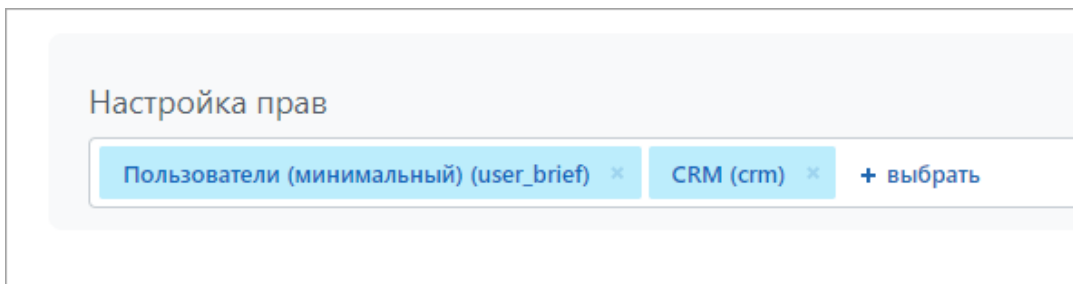 Настройка прав
Пользователи (минимальный) (user_brief) × CRM (crm) × + выбрать